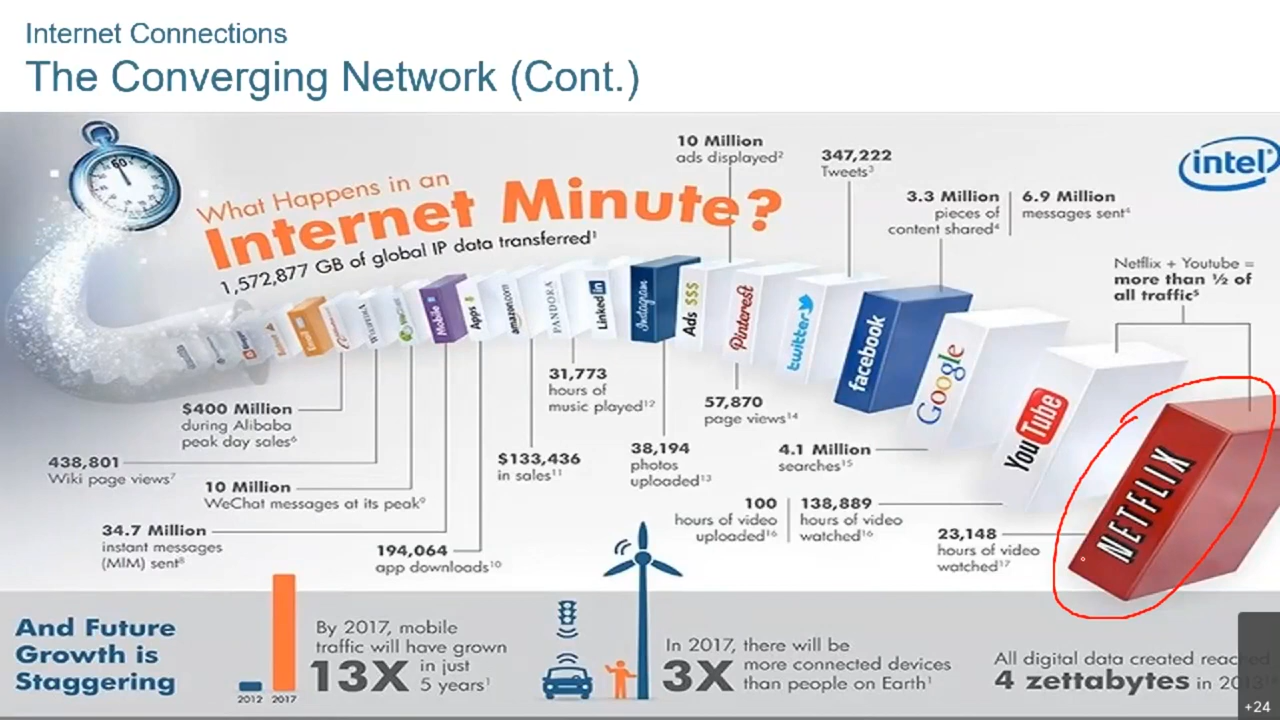 Internet Connections
The Converging Network (Cont.)
60
What Happens in an
Internet Minute?
1,572,877 GB of global IP data transferred¹
10 Million
ads displayed²
347,222
Tweets³
3.3 Million
pieces of
content shared⁴
6.9 Million
messages sent⁴
intel®
Netflix + Youtube =
more than ½ of
all traffic⁵
Mobile
Apps
amazon.com
PANDORA
Linked in
Instagram
Ads $$$
Pinterest
twitter
facebook
Google
You Tube
NETFLIX
$400 Million
during Alibaba
peak day sales⁶
438,801
Wiki page views⁷
10 Million
WeChat messages at its peak⁹
34.7 Million
instant messages
(MIM) sent⁸
194,064
app downloads¹⁰
$133,436
in sales¹¹
31,773
hours of
music played¹²
38,194
photos
uploaded¹³
57,870
page views¹⁴
4.1 Million
searches¹⁵
100
hours of video
uploaded¹⁶
138,889
hours of video
watched¹⁶
23,148
hours of video
watched¹⁷
And Future
Growth is
Staggering
2012 2017
By 2017, mobile
traffic will have grown
13X in just
5 years¹
In 2017, there will be
3X more connected devices
than people on Earth¹
All digital data created reached
4 zettabytes in 2013
+24